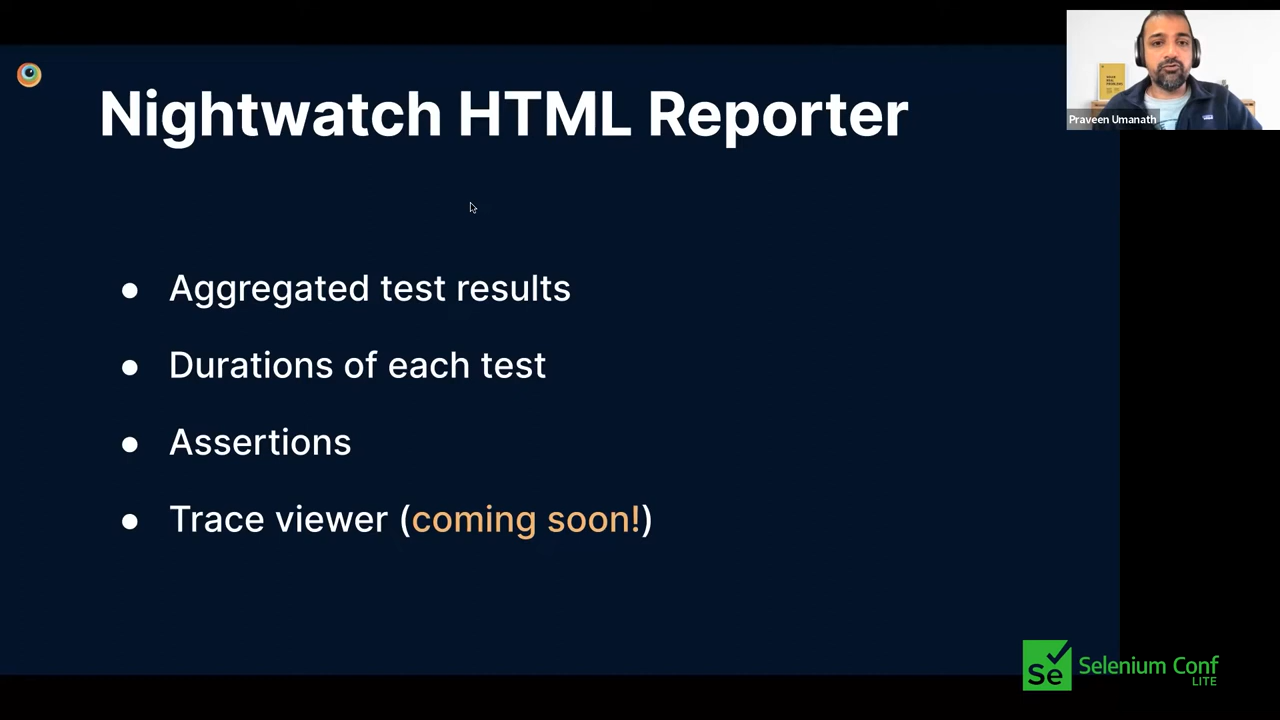 Nightwatch HTML Reporter
Praveen Umanath
● Aggregated test results
● Durations of each test
● Assertions
● Trace viewer (coming soon!)
Se
Selenium Conf
LITE